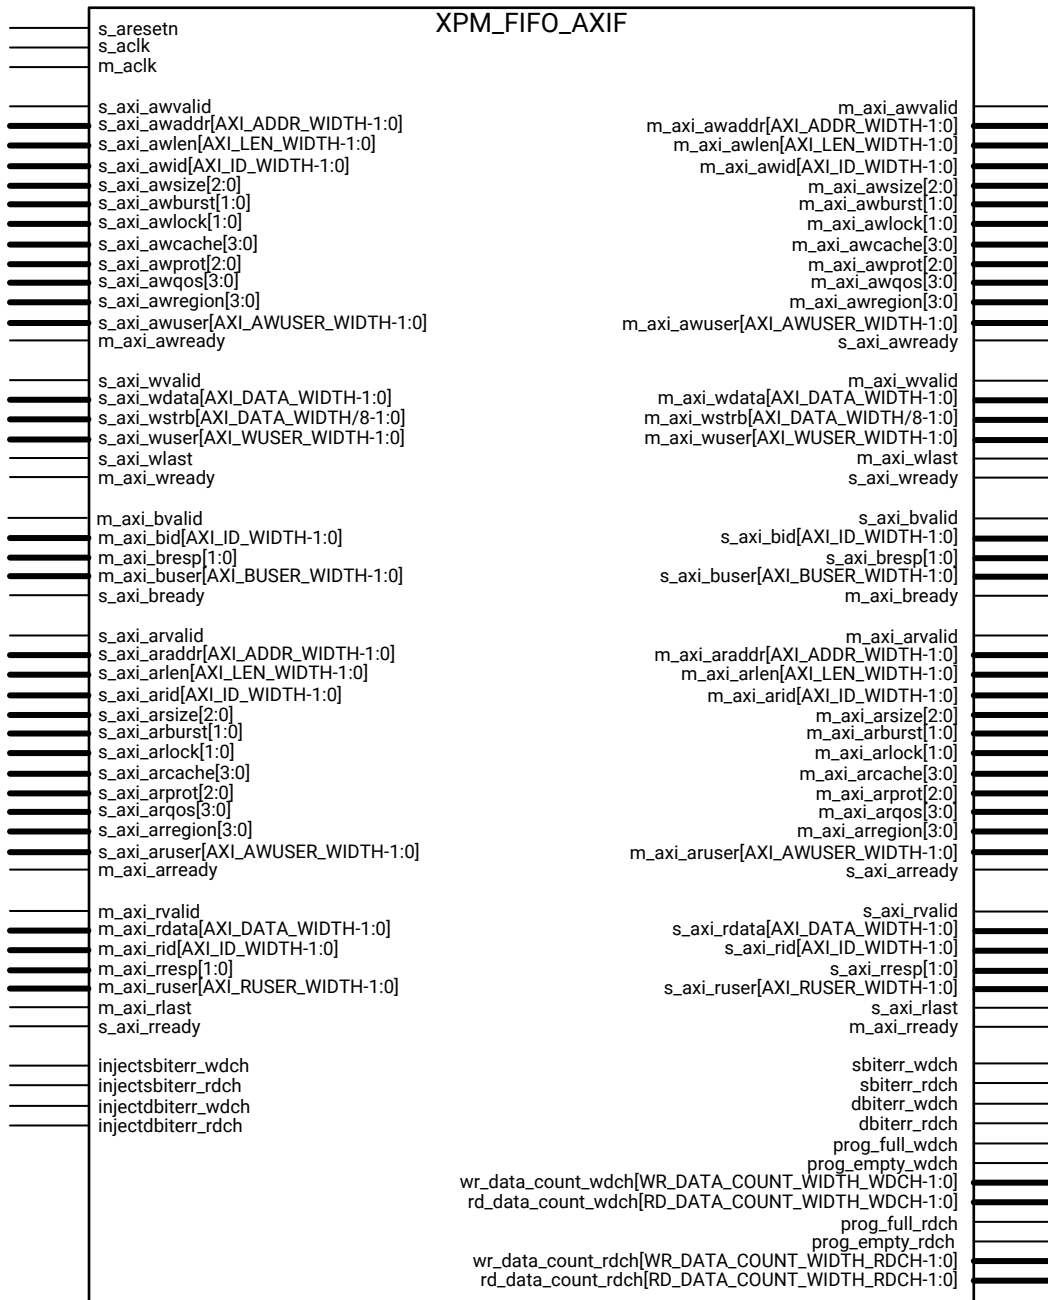 XPM_FIFO_AXIF
s_aresetn
s_aclk
m_aclk
s_axi_awvalid
s_axi_awaddr[AXI_ADDR_WIDTH-1:0]
s_axi_awlen[AXI_LEN_WIDTH-1:0]
s_axi_awid[AXI_ID_WIDTH-1:0]
s_axi_awsize[2:0]
s_axi_awburst[1:0]
s_axi_awlock[1:0]
s_axi_awcache[3:0]
s_axi_awprot[2:0]
s_axi_awqos[3:0]
s_axi_awregion[3:0]
s_axi_awuser[AXI_AWUSER_WIDTH-1:0]
m_axi_awready
s_axi_wvalid
s_axi_wdata[AXI_DATA_WIDTH-1:0]
s_axi_wstrb[AXI_DATA_WIDTH/8-1:0]
s_axi_wuser[AXI_WUSER_WIDTH-1:0]
s_axi_wlast
m_axi_wready
m_axi_bvalid
m_axi_bid[AXI_ID_WIDTH-1:0]
m_axi_bresp[1:0]
m_axi_buser[AXI_BUSER_WIDTH-1:0]
s_axi_bready
s_axi_arvalid
s_axi_araddr[AXI_ADDR_WIDTH-1:0]
s_axi_arlen[AXI_LEN_WIDTH-1:0]
s_axi_arid[AXI_ID_WIDTH-1:0]
s_axi_arsize[2:0]
s_axi_arburst[1:0]
s_axi_arlock[1:0]
s_axi_arcache[3:0]
s_axi_arprot[2:0]
s_axi_arqos[3:0]
s_axi_arregion[3:0]
s_axi_aruser[AXI_AWUSER_WIDTH-1:0]
m_axi_arready
m_axi_rvalid
m_axi_rdata[AXI_DATA_WIDTH-1:0]
m_axi_rid[AXI_ID_WIDTH-1:0]
m_axi_rresp[1:0]
m_axi_ruser[AXI_RUSER_WIDTH-1:0]
m_axi_rlast
s_axi_rready
injectsbiterr_wdch
injectsbiterr_rdch
injectdbiterr_wdch
injectdbiterr_rdch
m_axi_awvalid
m_axi_awaddr[AXI_ADDR_WIDTH-1:0]
m_axi_awlen[AXI_LEN_WIDTH-1:0]
m_axi_awid[AXI_ID_WIDTH-1:0]
m_axi_awsize[2:0]
m_axi_awburst[1:0]
m_axi_awlock[1:0]
m_axi_awcache[3:0]
m_axi_awprot[2:0]
m_axi_awqos[3:0]
m_axi_awregion[3:0]
m_axi_awuser[AXI_AWUSER_WIDTH-1:0]
s_axi_awready
m_axi_wvalid
m_axi_wdata[AXI_DATA_WIDTH-1:0]
m_axi_wstrb[AXI_DATA_WIDTH/8-1:0]
m_axi_wuser[AXI_WUSER_WIDTH-1:0]
m_axi_wlast
s_axi_wready
s_axi_bvalid
s_axi_bid[AXI_ID_WIDTH-1:0]
s_axi_bresp[1:0]
s_axi_buser[AXI_BUSER_WIDTH-1:0]
m_axi_bready
m_axi_arvalid
m_axi_araddr[AXI_ADDR_WIDTH-1:0]
m_axi_arlen[AXI_LEN_WIDTH-1:0]
m_axi_arid[AXI_ID_WIDTH-1:0]
m_axi_arsize[2:0]
m_axi_arburst[1:0]
m_axi_arlock[1:0]
m_axi_arcache[3:0]
m_axi_arprot[2:0]
m_axi_arqos[3:0]
m_axi_arregion[3:0]
m_axi_aruser[AXI_AWUSER_WIDTH-1:0]
s_axi_arready
s_axi_rvalid
s_axi_rdata[AXI_DATA_WIDTH-1:0]
s_axi_rid[AXI_ID_WIDTH-1:0]
s_axi_rresp[1:0]
s_axi_ruser[AXI_RUSER_WIDTH-1:0]
s_axi_rlast
m_axi_rready
sbiterr_wdch
sbiterr_rdch
dbiterr_wdch
dbiterr_rdch
prog_full_wdch
prog_empty_wdch
wr_data_count_wdch[WR_DATA_COUNT_WIDTH_WDCH-1:0]
rd_data_count_wdch[RD_DATA_COUNT_WIDTH_WDCH-1:0]
prog_full_rdch
prog_empty_rdch
wr_data_count_rdch[WR_DATA_COUNT_WIDTH_RDCH-1:0]
rd_data_count_rdch[RD_DATA_COUNT_WIDTH_RDCH-1:0]